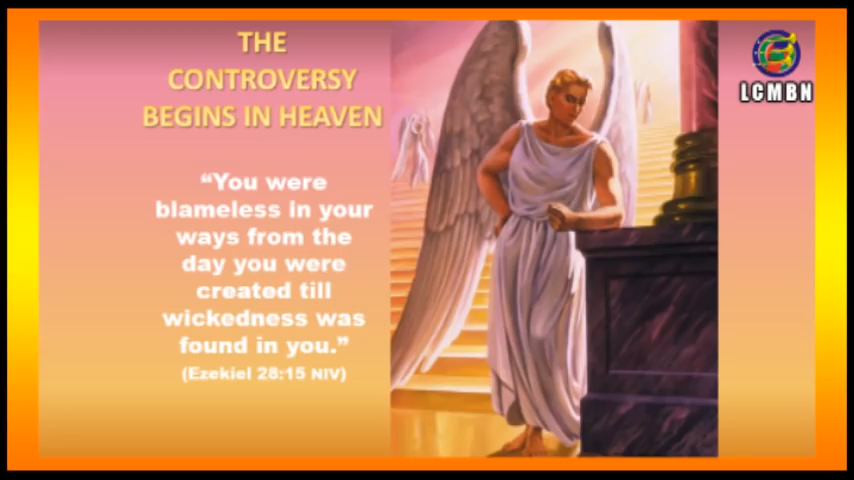 THE
CONTROVERSY
BEGINS IN HEAVEN
“You were
blameless in your
ways from the
day you were
created till
wickedness was
found in you.”
(Ezekiel 28:15 NIV)
LCMBN